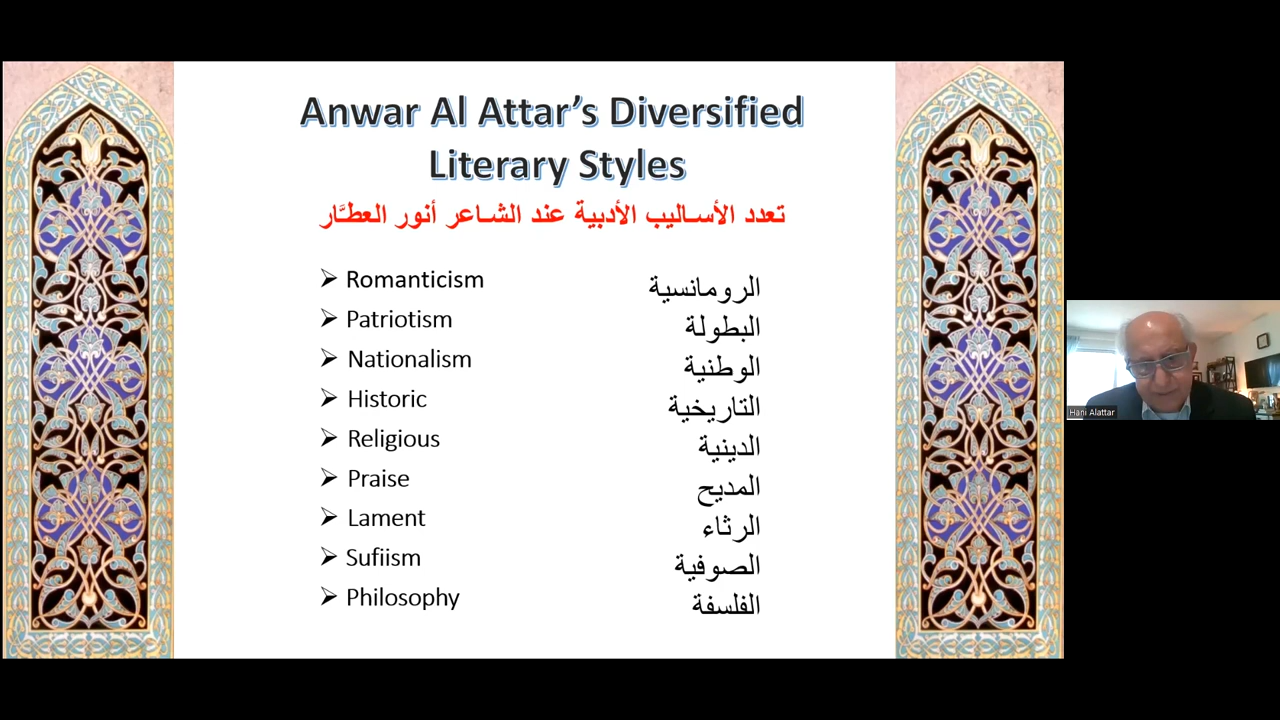 Anwar Al Attar's Diversified
Literary Styles
تعدد الأساليب الأدبية عند الشاعر أنور العطَّار
➢ Romanticism الرومانسية
➢ Patriotism البطولة
➢ Nationalism الوطنية
➢ Historic التاريخية
➢ Religious الدينية
➢ Praise المديح
➢ Lament الرثاء
➢ Sufiism الصوفية
➢ Philosophy الفلسفة
Hani Alattar